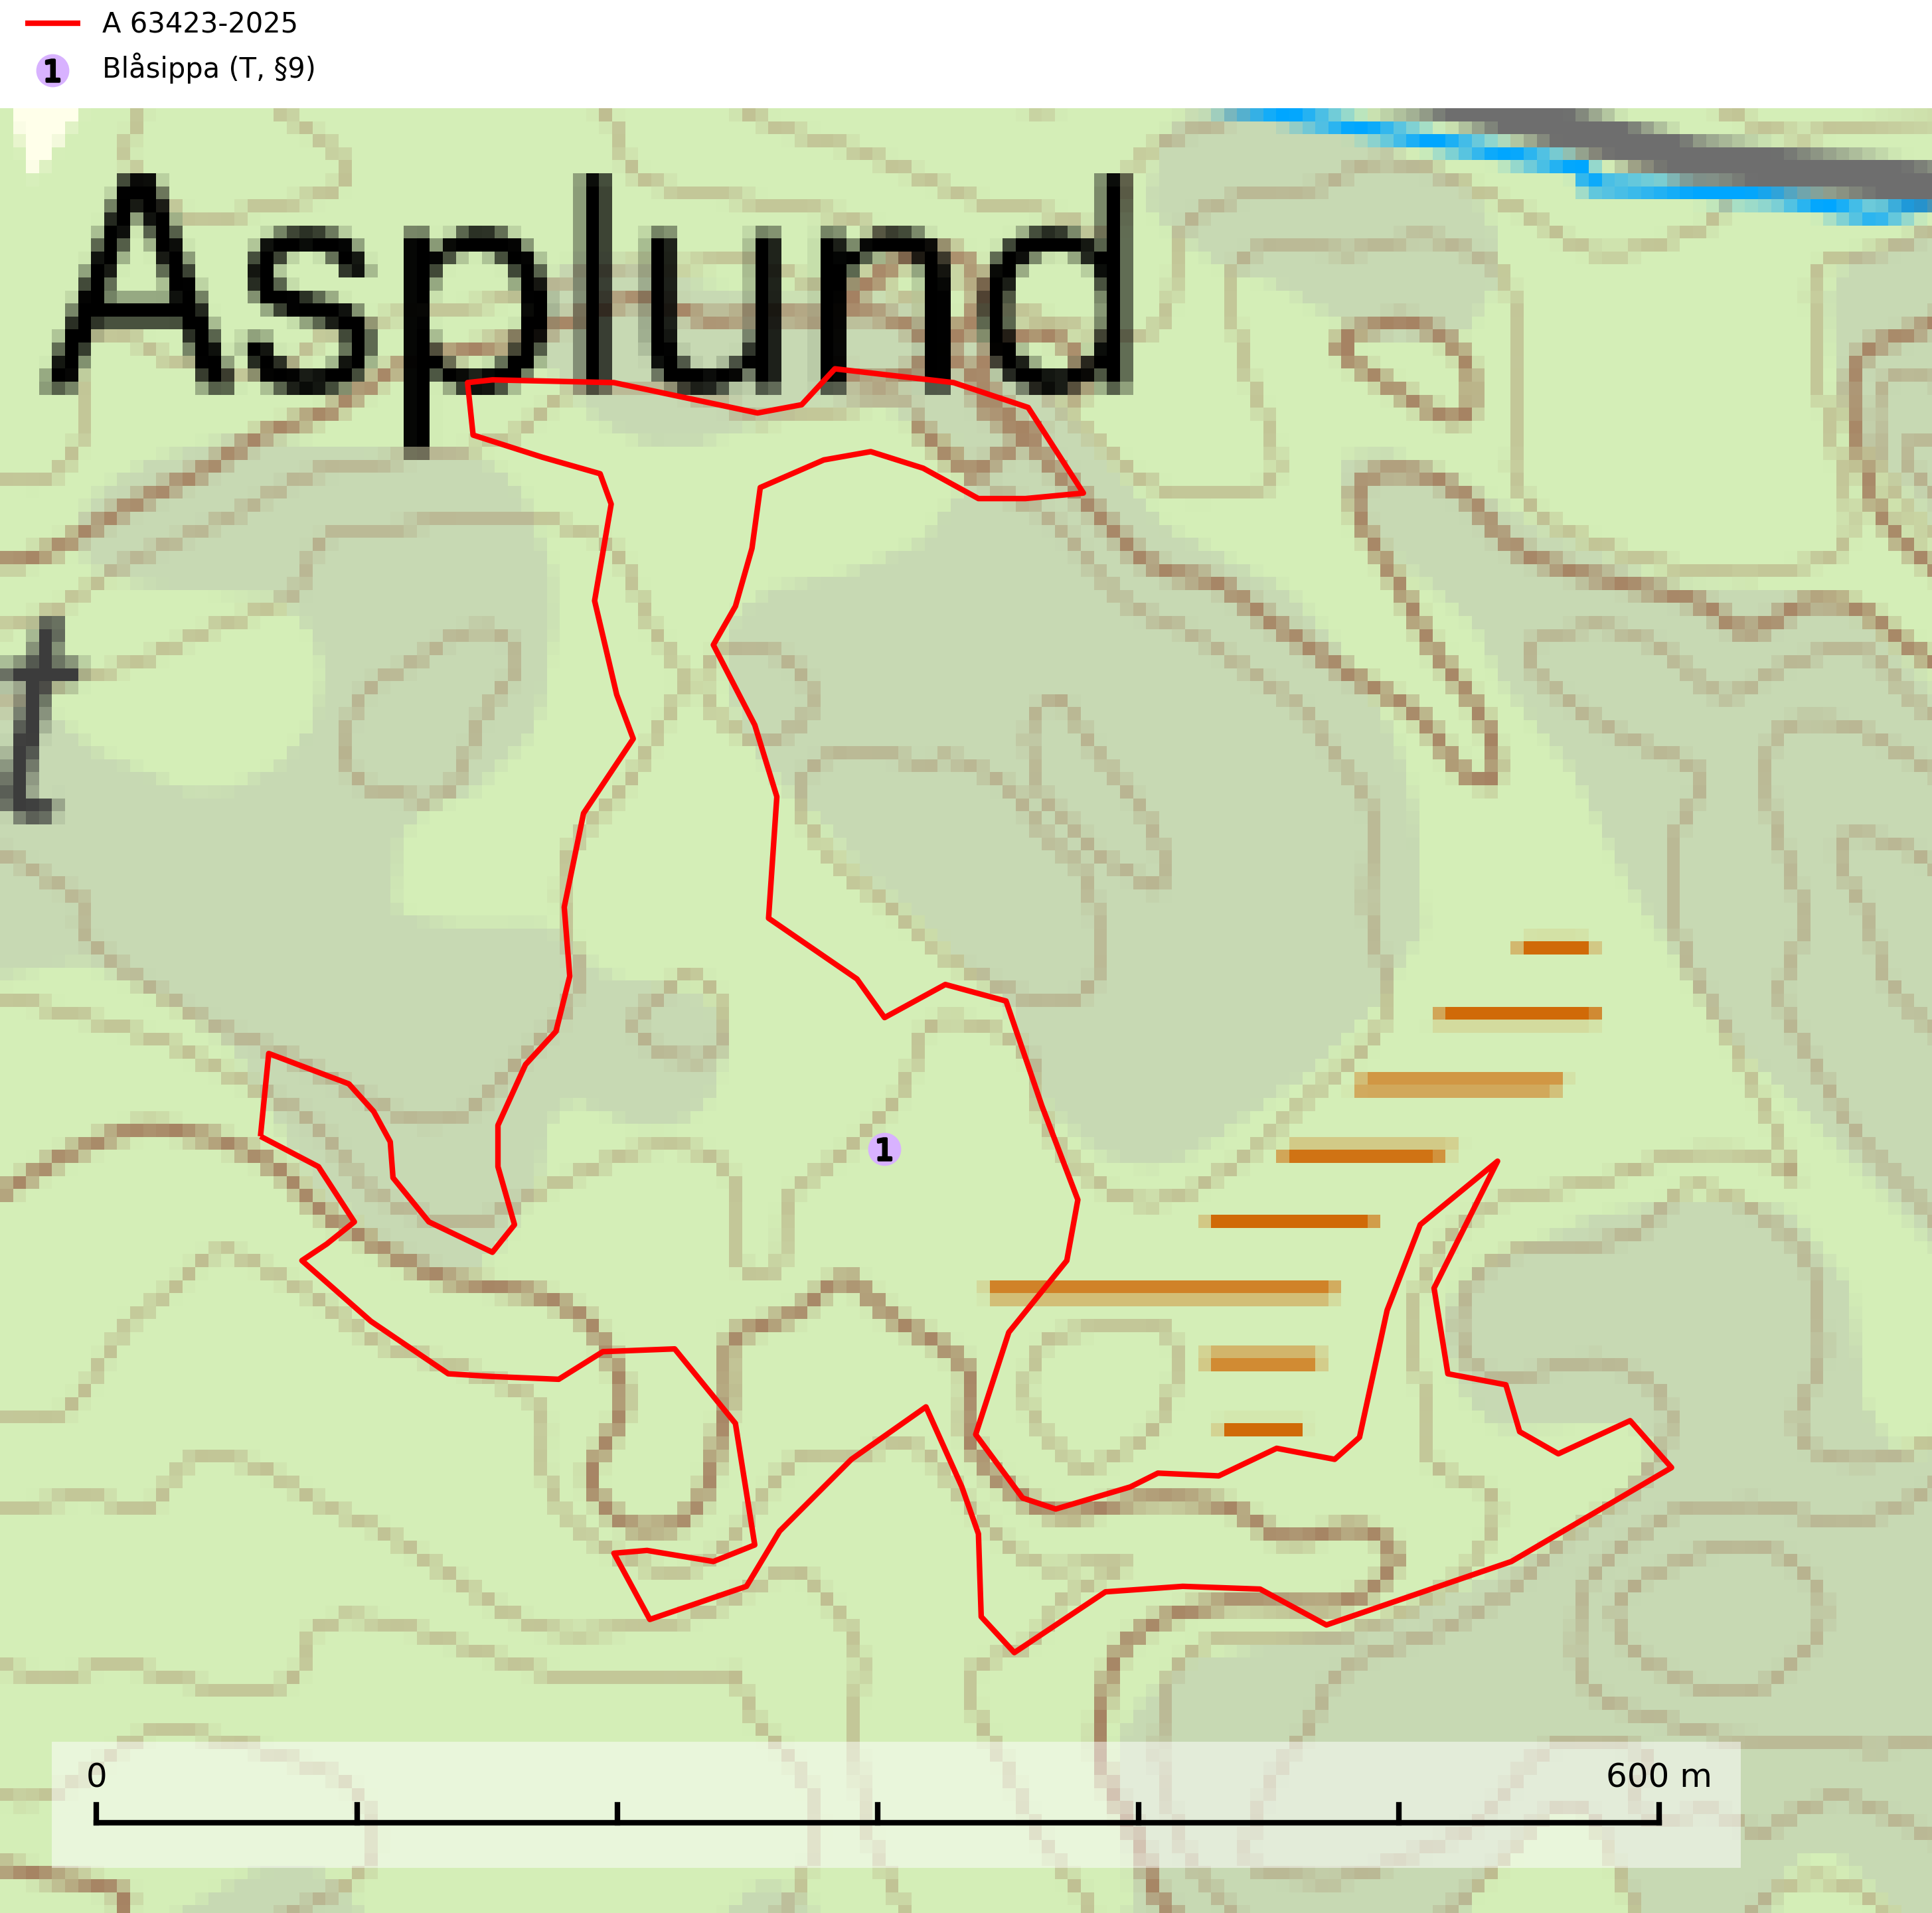 A 63423-2025
1 Blåsippa (T, §9)
Asplund
t
1
0 600 m